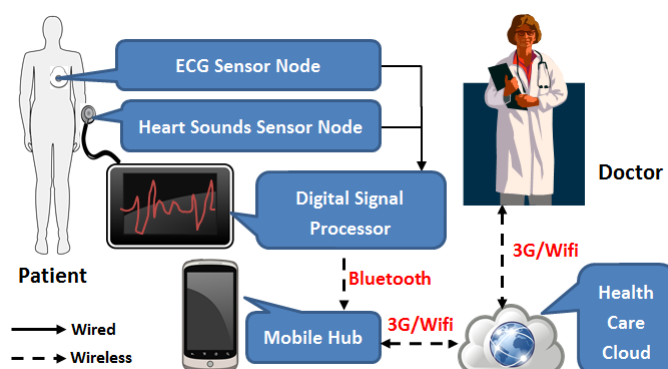 ECG Sensor Node
Heart Sounds Sensor Node
Digital Signal
Processor
Doctor
Patient
3G/Wifi
Bluetooth
Health
Care
Cloud
Wired
3G/Wifi
Mobile Hub
Wireless